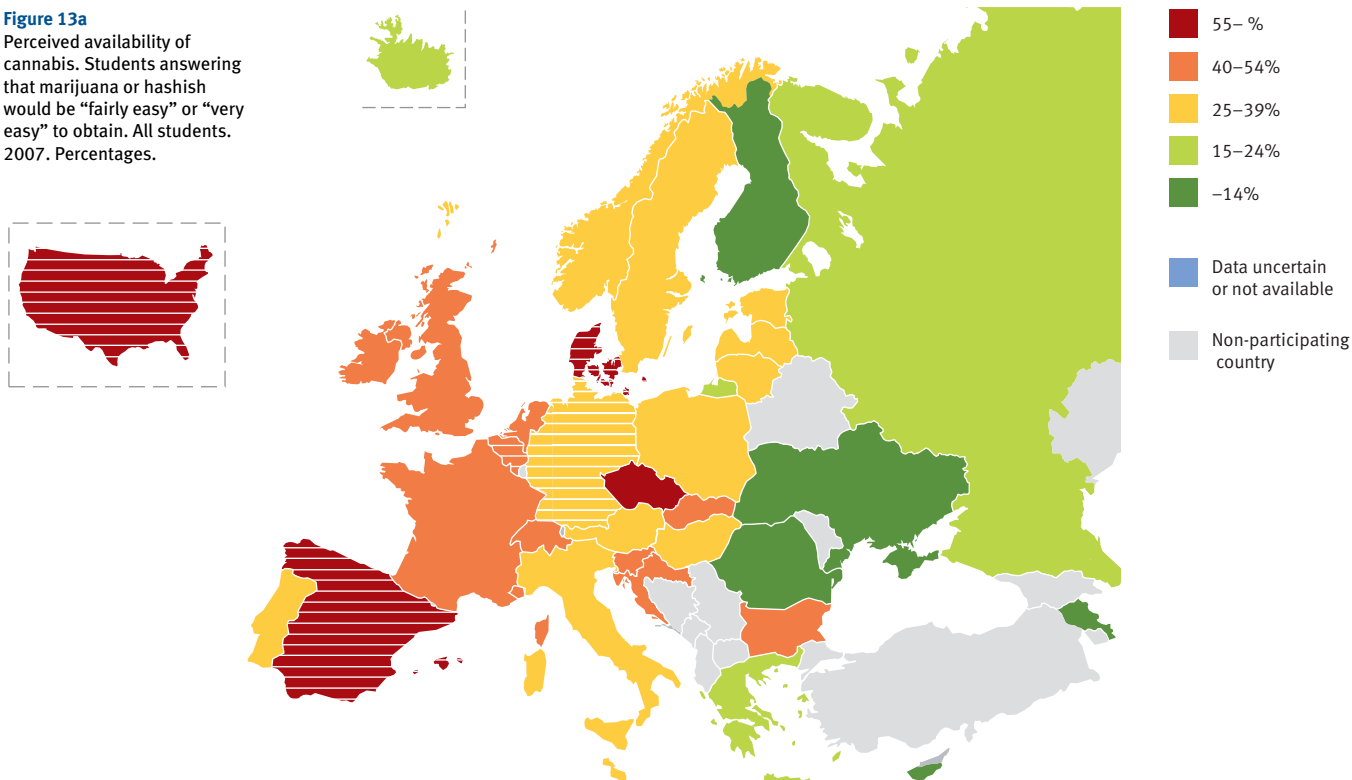 Figure 13a
Perceived availability of
cannabis. Students answering
that marijuana or hashish
would be “fairly easy” or “very
easy” to obtain. All students.
2007. Percentages.
55– %
40–54%
25–39%
15–24%
–14%
Data uncertain
or not available
Non-participating
country